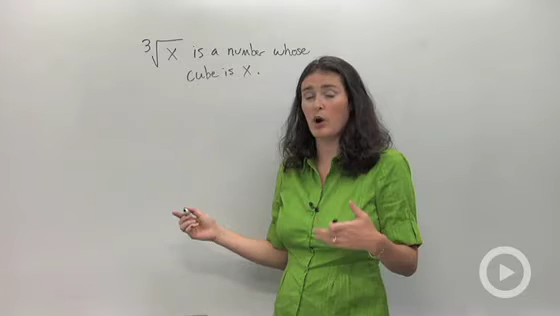 ∛x is a number whose
cube is x.